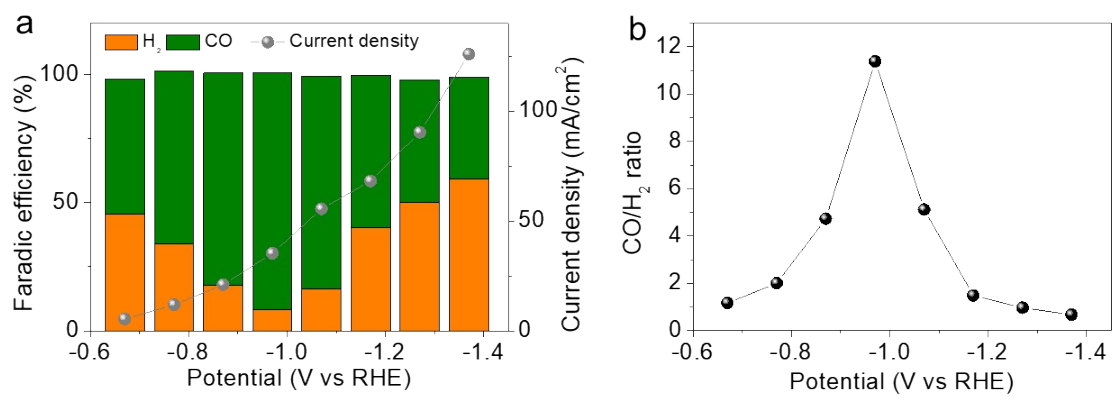 a
H₂ CO Current density
Faradic efficiency (%)
100
50
0
100
50
0
Current density (mA/cm²)
-0.6 -0.8 -1.0 -1.2 -1.4
Potential (V vs RHE)
b
CO/H₂ ratio
12
10
8
6
4
2
0
-0.6 -0.8 -1.0 -1.2 -1.4
Potential (V vs RHE)